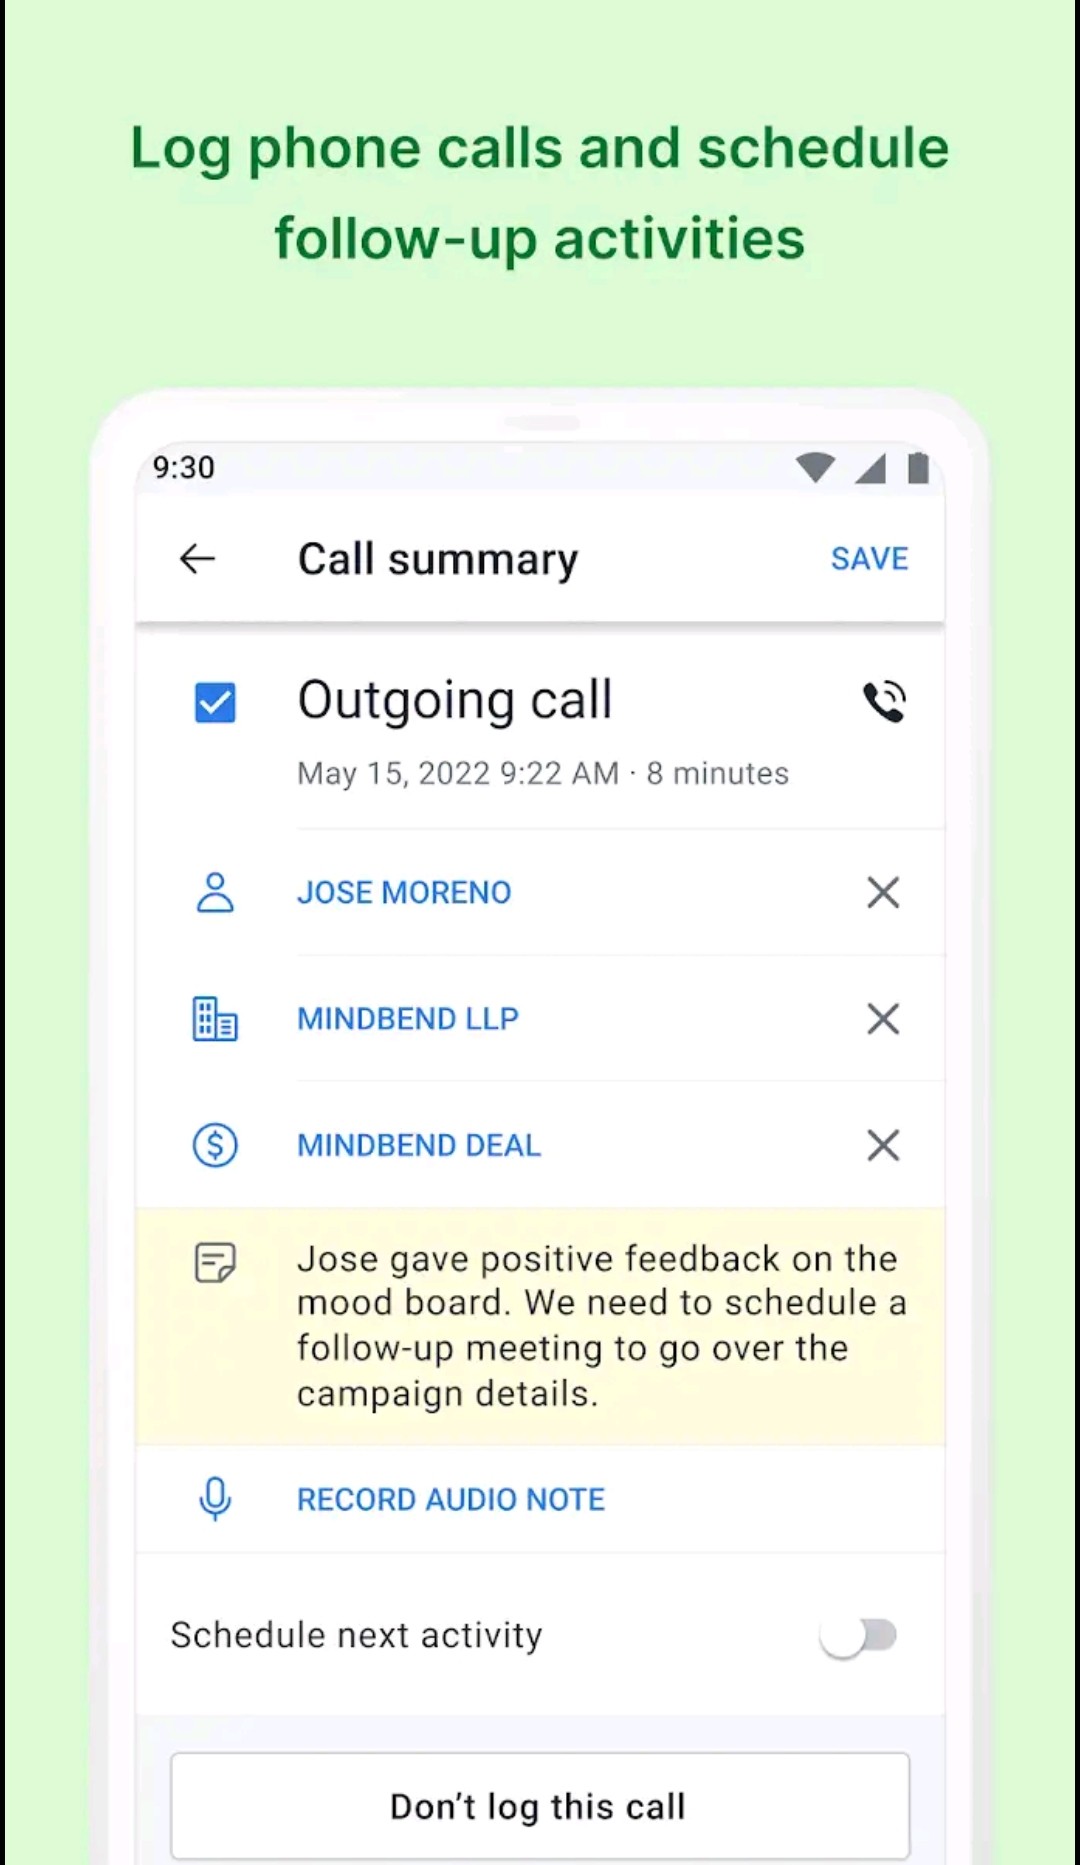 Log phone calls and schedule
follow-up activities
9:30
Call summary
SAVE
Outgoing call
May 15, 2022 9:22 AM · 8 minutes
JOSE MORENO
MINDBEND LLP
MINDBEND DEAL
Jose gave positive feedback on the
mood board. We need to schedule a
follow-up meeting to go over the
campaign details.
RECORD AUDIO NOTE
Schedule next activity
Don’t log this call